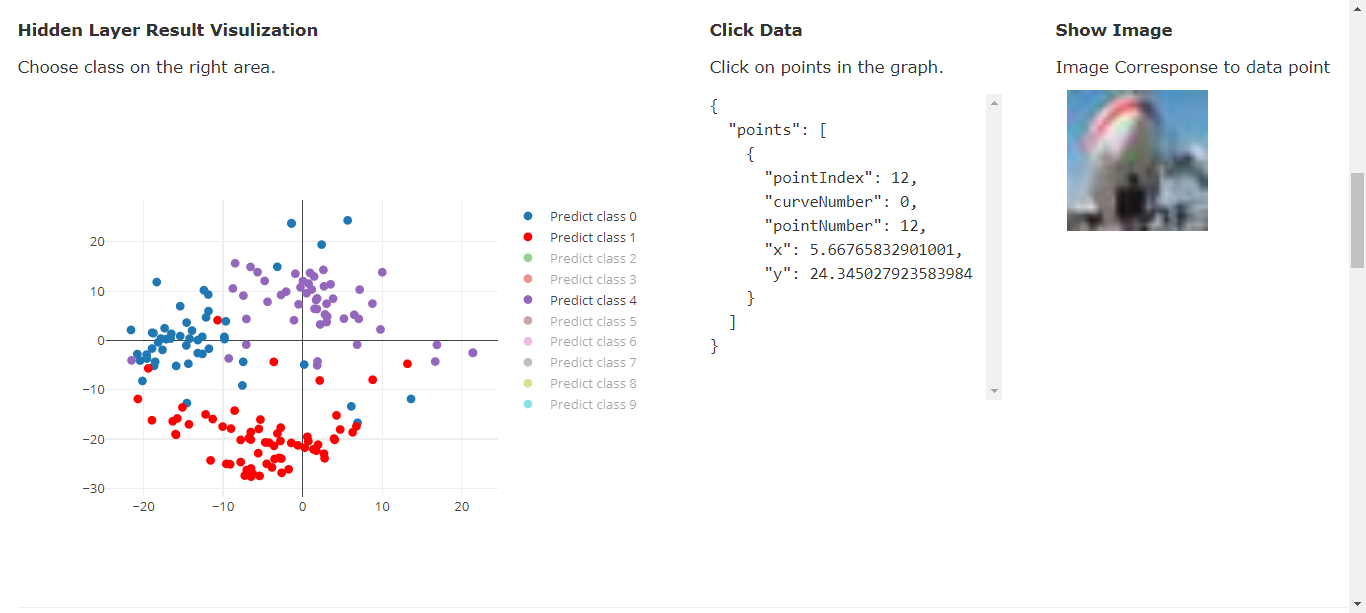 Hidden Layer Result Visulization
Choose class on the right area.
20
10
0
−10
−20
−30
−20
−10
0
10
20
Predict class 0
Predict class 1
Predict class 2
Predict class 3
Predict class 4
Predict class 5
Predict class 6
Predict class 7
Predict class 8
Predict class 9
Click Data
Click on points in the graph.
{
"points": [
{
"pointIndex": 12,
"curveNumber": 0,
"pointNumber": 12,
"x": 5.66765832901001,
"y": 24.345027923583984
}
]
}
Show Image
Image Corresponse to data point